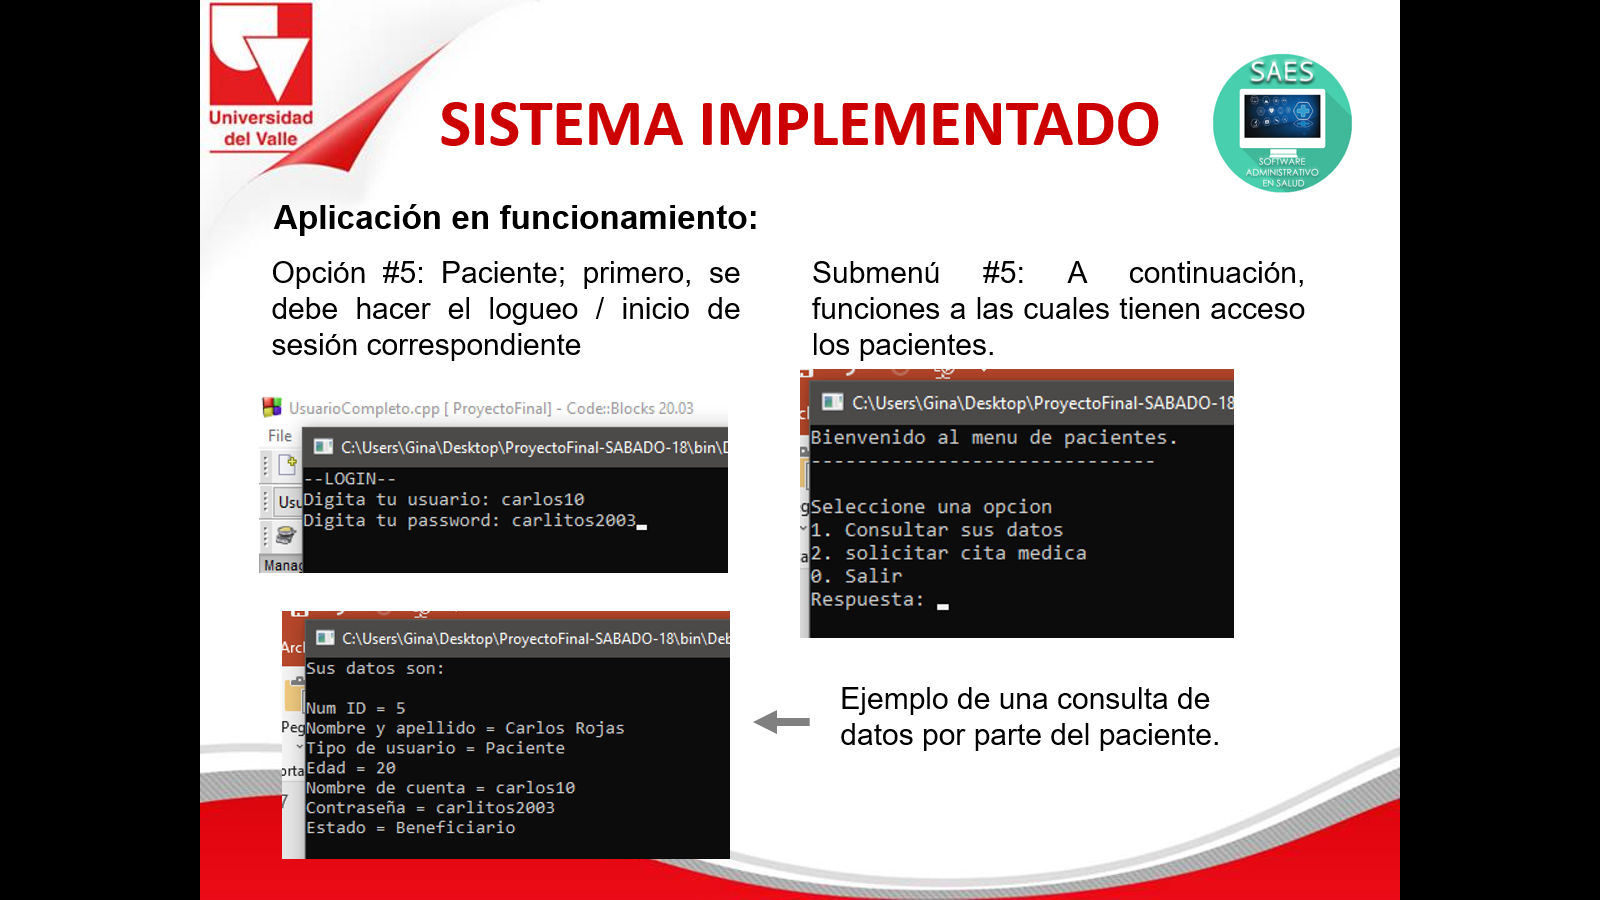 Universidad
del Valle
SISTEMA IMPLEMENTADO
SAES
SOFTWARE
ADMINISTRATIVO
EN SALUD
Aplicación en funcionamiento:
Opción #5: Paciente; primero, se
debe hacer el logueo / inicio de
sesión correspondiente
UsuarioCompleto.cpp [ ProyectoFinal] - Code::Blocks 20.03
File
C:\Users\Gina\Desktop\ProyectoFinal-SABADO-18\bin\D
--LOGIN--
Digita tu usuario: carlos10
Digita tu password: carlitos2003
Usu
Manag
Submenú #5: A continuación,
funciones a las cuales tienen acceso
los pacientes.
C:\Users\Gina\Desktop\ProyectoFinal-SABADO-18
Bienvenido al menu de pacientes.
------------------------------
Seleccione una opcion
1. Consultar sus datos
2. solicitar cita medica
0. Salir
Respuesta:
C:\Users\Gina\Desktop\ProyectoFinal-SABADO-18\bin\Deb
Arcl
Sus datos son:
Num ID = 5
Peg
Nombre y apellido = Carlos Rojas
Tipo de usuario = Paciente
orta
Edad = 20
Nombre de cuenta = carlos10
7
Contraseña = carlitos2003
Estado = Beneficiario
Ejemplo de una consulta de
datos por parte del paciente.